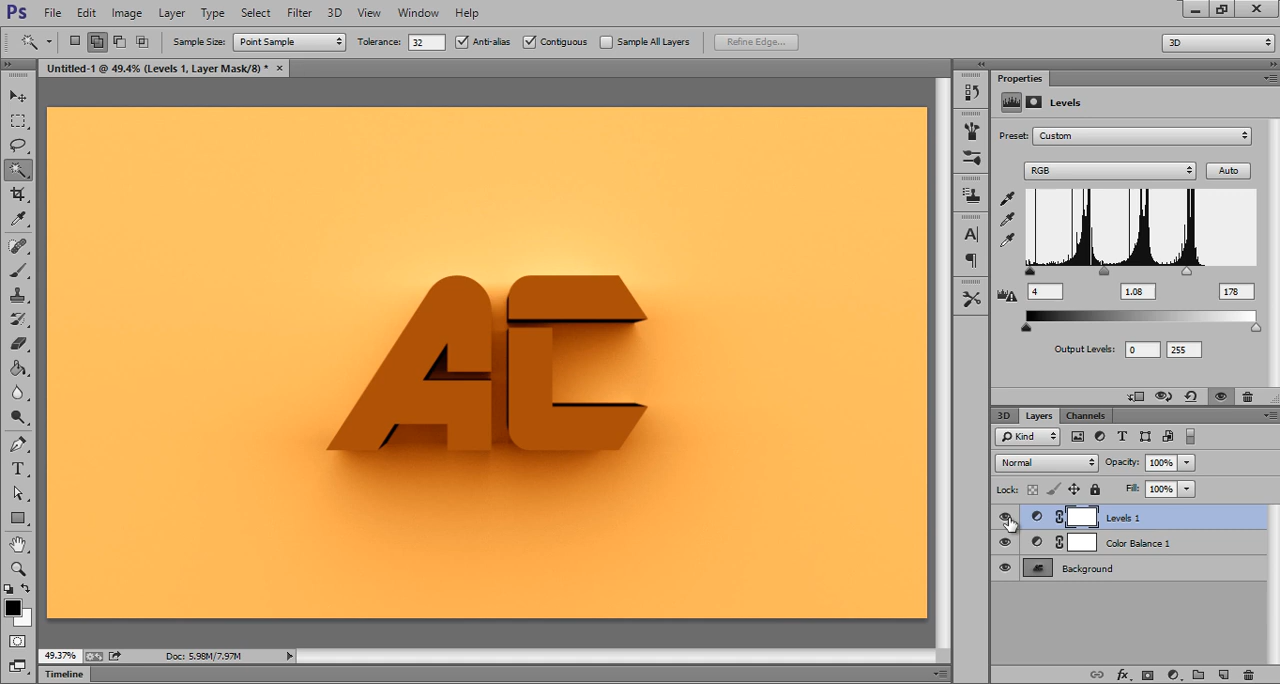 Ps File Edit Image Layer Type Select Filter 3D View Window Help
Sample Size: Point Sample Tolerance: 32 Anti-alias Contiguous Sample All Layers Refine Edge... 3D
Untitled-1 @ 49.4% (Levels 1, Layer Mask/8) * ×
Properties
Levels
Preset: Custom
RGB Auto
4 1.08 178
Output Levels: 0 255
AC
3D Layers Channels
Kind
Normal Opacity: 100%
Lock: Fill: 100%
Levels 1
Color Balance 1
Background
49.37% Doc: 5.98M/7.97M
fx
Timeline